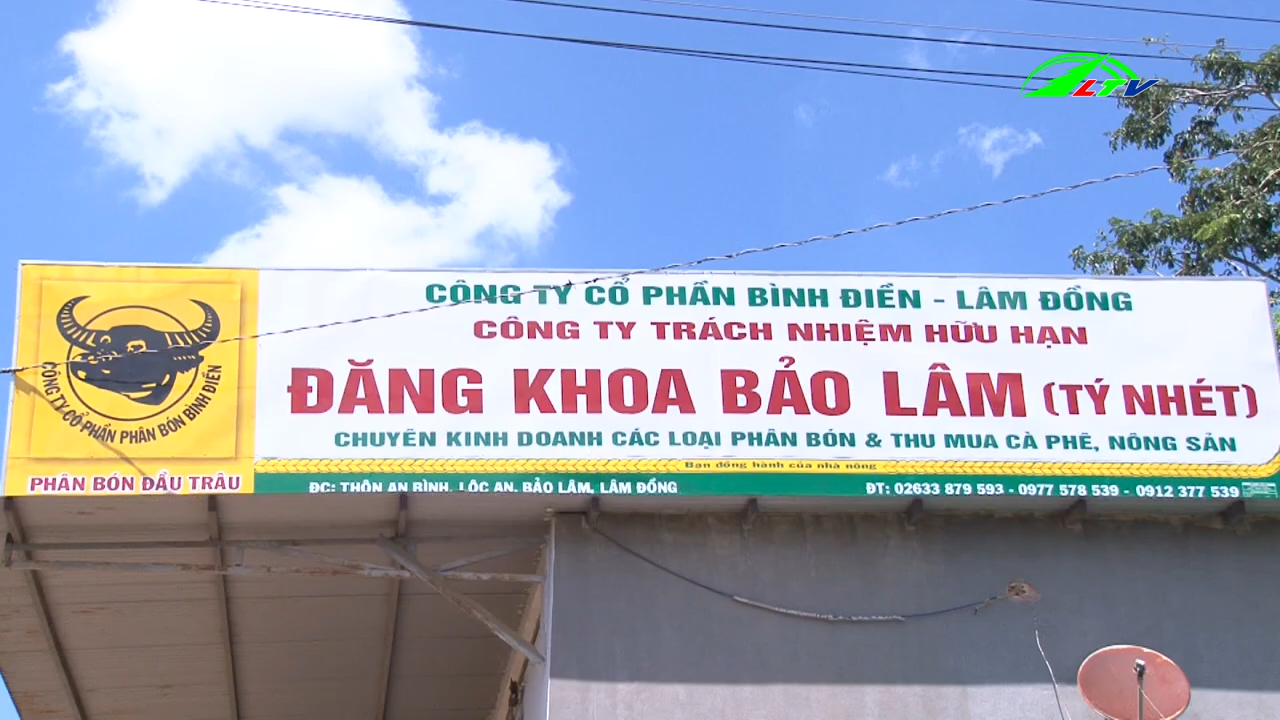 LTV
CÔNG TY CỔ PHẦN BÌNH ĐIỀN - LÂM ĐỒNG
CÔNG TY TRÁCH NHIỆM HỮU HẠN
ĐĂNG KHOA BẢO LÂM (TÝ NHÉT)
CHUYÊN KINH DOANH CÁC LOẠI PHÂN BÓN & THU MUA CÀ PHÊ, NÔNG SẢN
Bạn đồng hành của nhà nông
ĐC: THÔN AN BÌNH, LỘC AN, BẢO LÂM, LÂM ĐỒNG
ĐT: 02633 879 593 - 0977 578 539 - 0912 377 539
CÔNG TY CỔ PHẦN PHÂN BÓN BÌNH ĐIỀN
PHÂN BÓN ĐẦU TRÂU